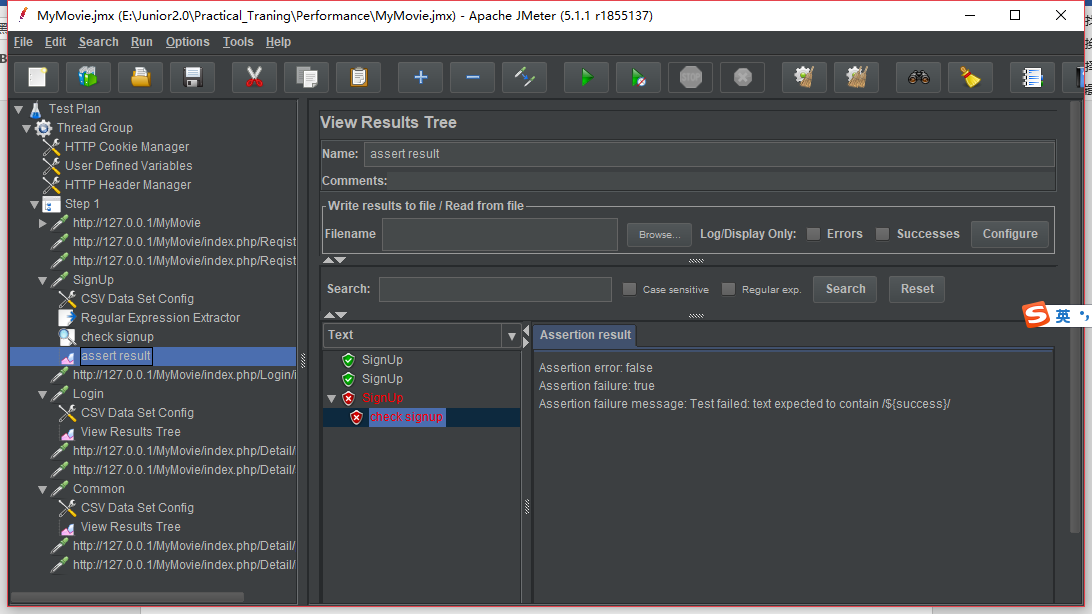 MyMovie.jmx (E:\Junior2.0\Practical_Traning\Performance\MyMovie.jmx) - Apache JMeter (5.1.1 r1855137)
File Edit Search Run Options Tools Help
STOP
Test Plan
Thread Group
HTTP Cookie Manager
User Defined Variables
HTTP Header Manager
Step 1
http://127.0.0.1/MyMovie
http://127.0.0.1/MyMovie/index.php/Reqist
http://127.0.0.1/MyMovie/index.php/Reqist
SignUp
CSV Data Set Config
Regular Expression Extractor
check signup
assert result
http://127.0.0.1/MyMovie/index.php/Login/i
Login
CSV Data Set Config
View Results Tree
http://127.0.0.1/MyMovie/index.php/Detail/
http://127.0.0.1/MyMovie/index.php/Detail/
Common
CSV Data Set Config
View Results Tree
http://127.0.0.1/MyMovie/index.php/Detail/
http://127.0.0.1/MyMovie/index.php/Detail/
View Results Tree
Name: assert result
Comments:
Write results to file / Read from file
Filename Browse... Log/Display Only: Errors Successes Configure
Search: Case sensitive Regular exp. Search Reset
Text
SignUp
SignUp
SignUp
check signup
Assertion result
Assertion error: false
Assertion failure: true
Assertion failure message: Test failed: text expected to contain /${success}/
S 英